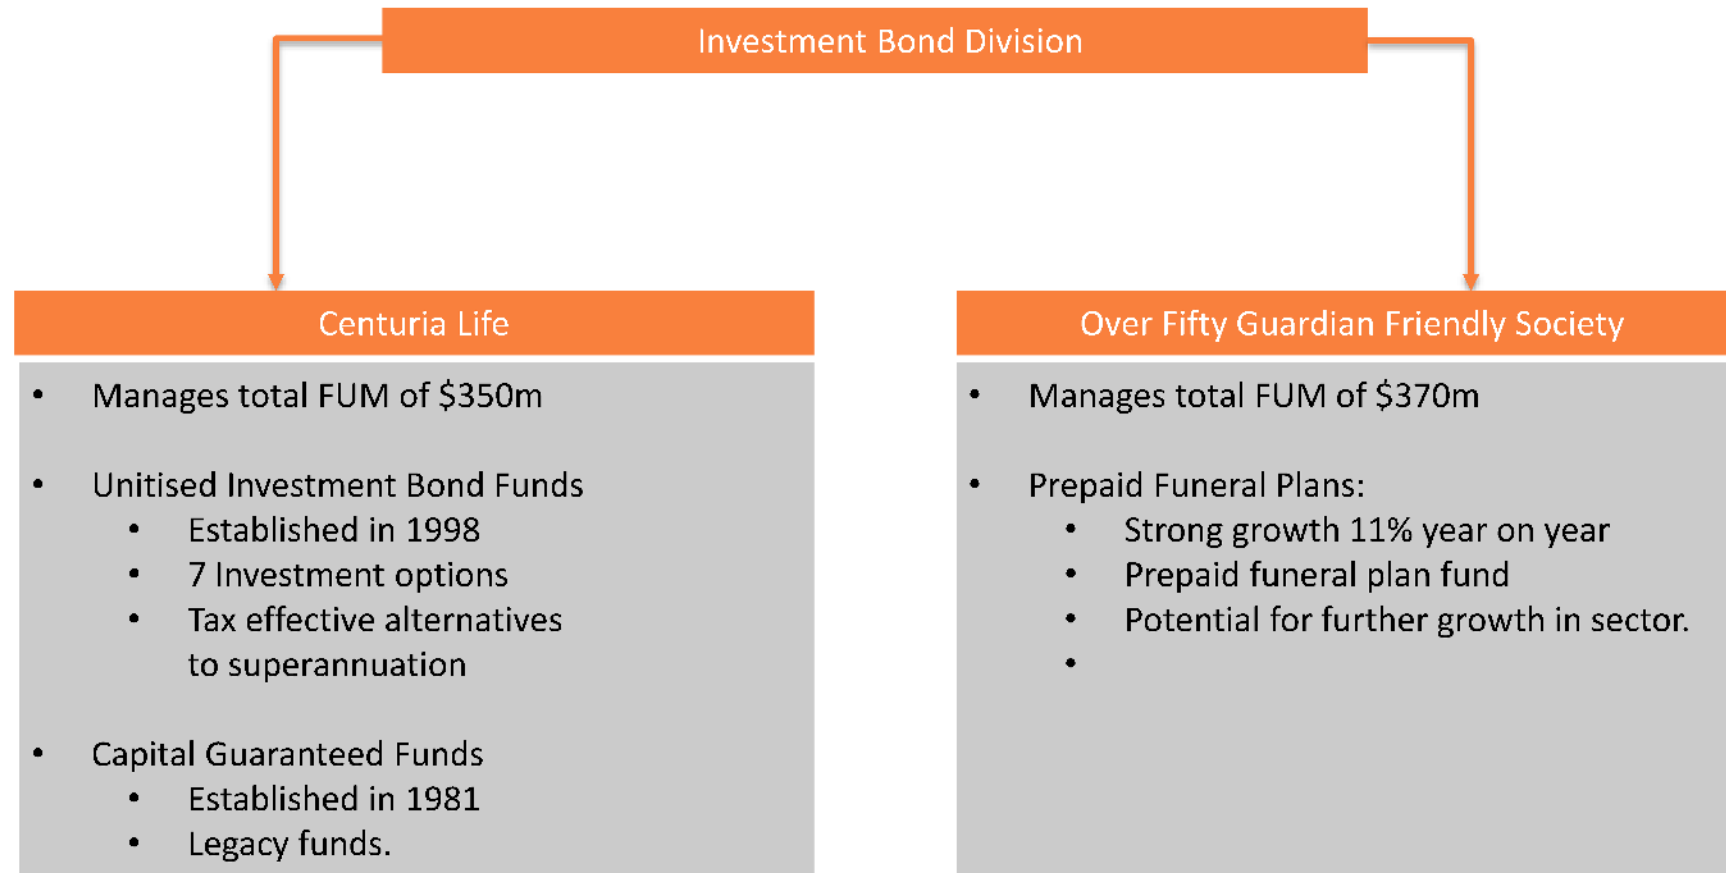 Investment Bond Division
Centuria Life
• Manages total FUM of $350m
• Unitised Investment Bond Funds
• Established in 1998
• 7 Investment options
• Tax effective alternatives
to superannuation
• Capital Guaranteed Funds
• Established in 1981
• Legacy funds.
Over Fifty Guardian Friendly Society
• Manages total FUM of $370m
• Prepaid Funeral Plans:
• Strong growth 11% year on year
• Prepaid funeral plan fund
• Potential for further growth in sector.
•